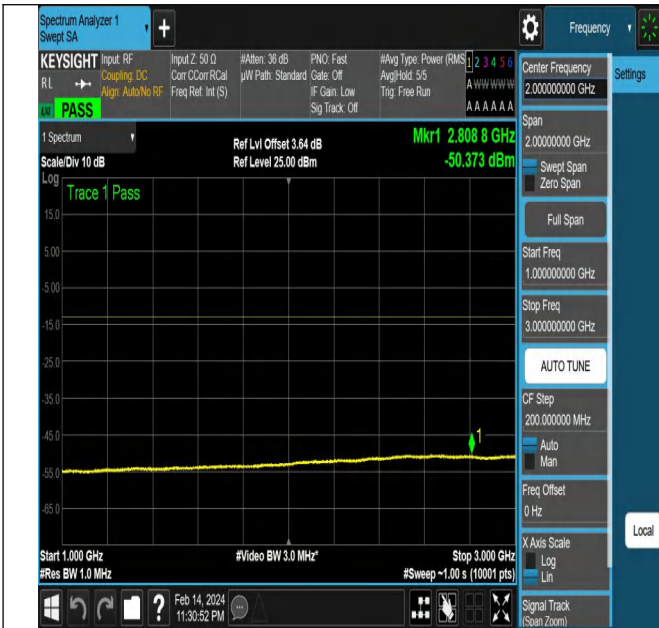 Spectrum Analyzer 1
Swept SA
+
Frequency
KEYSIGHT
RL
LXI
PASS
Input: RF
Coupling: DC
Align: Auto/No RF
Input Z: 50 Ω
Corr CCorr RCal
Freq Ref: Int (S)
#Atten: 36 dB
µW Path: Standard
PNO: Fast
Gate: Off
IF Gain: Low
Sig Track: Off
#Avg Type: Power (RMS
Avg|Hold: 5/5
Trig: Free Run
1 2 3 4 5 6
A W W W W W
A A A A A A
1 Spectrum
Scale/Div 10 dB
Ref Lvl Offset 3.64 dB
Ref Level 25.00 dBm
Mkr1 2.808 8 GHz
-50.373 dBm
Log
Trace 1 Pass
15.0
5.00
-5.00
-15.0
-25.0
-35.0
-45.0
1
-55.0
-65.0
Start 1.000 GHz
#Res BW 1.0 MHz
#Video BW 3.0 MHz*
Stop 3.000 GHz
#Sweep ~1.00 s (10001 pts)
Feb 14, 2024
11:30:52 PM
?
Center Frequency
2.000000000 GHz
Settings
Span
2.00000000 GHz
Swept Span
Zero Span
Full Span
Start Freq
1.000000000 GHz
Stop Freq
3.000000000 GHz
AUTO TUNE
CF Step
200.000000 MHz
Auto
Man
Freq Offset
0 Hz
X Axis Scale
Log
Lin
Local
Signal Track
(Span Zoom)